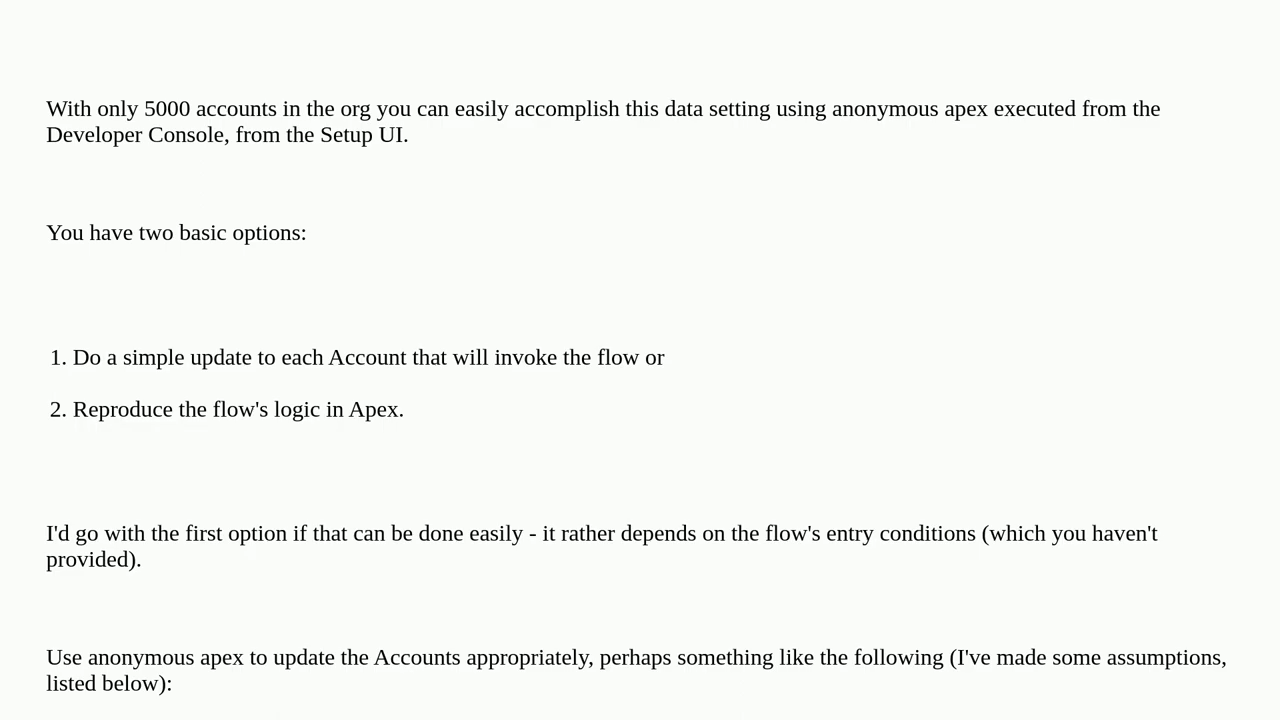 With only 5000 accounts in the org you can easily accomplish this data setting using anonymous apex executed from the
Developer Console, from the Setup UI.
You have two basic options:
1. Do a simple update to each Account that will invoke the flow or
2. Reproduce the flow's logic in Apex.
I'd go with the first option if that can be done easily - it rather depends on the flow's entry conditions (which you haven't
provided).
Use anonymous apex to update the Accounts appropriately, perhaps something like the following (I've made some assumptions,
listed below):